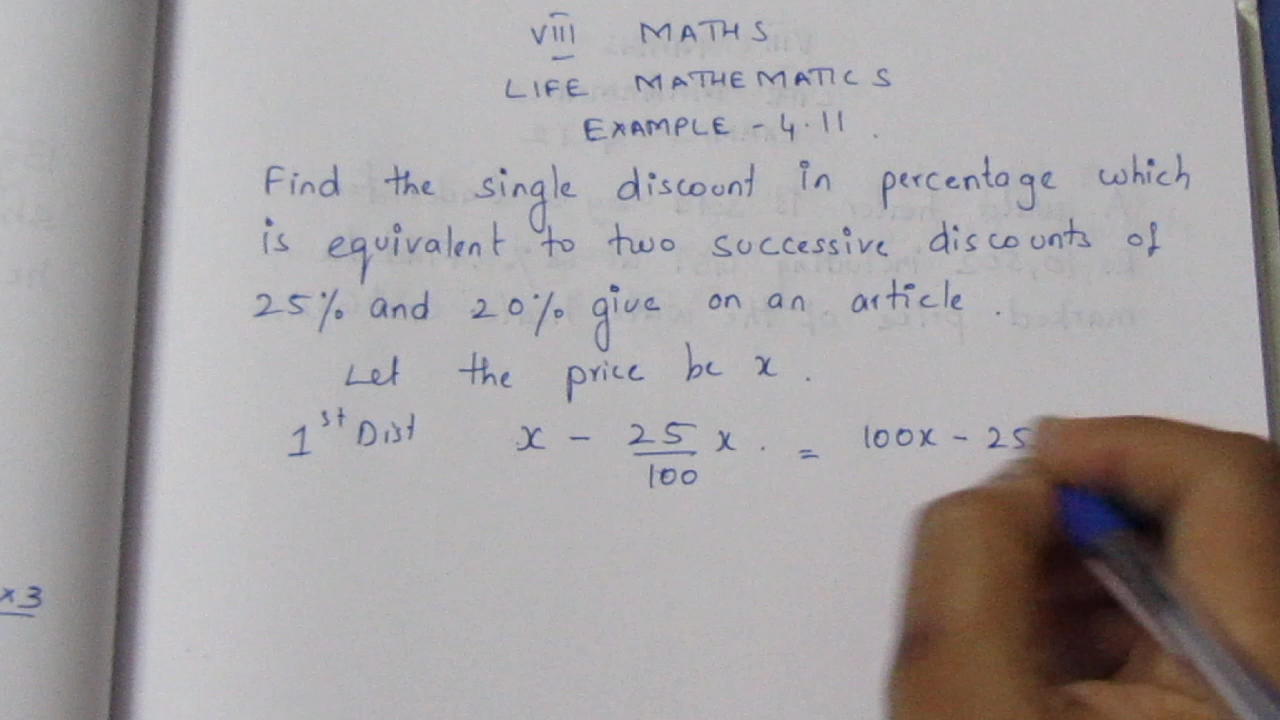 VIII MATHS
LIFE MATHEMATICS
EXAMPLE - 4.11.
Find the single discount in percentage which
is equivalent to two successive discounts of
25% and 20% give on an article.
Let the price be x.
1st Dist x - 25/100 x. = 100x - 25
x3